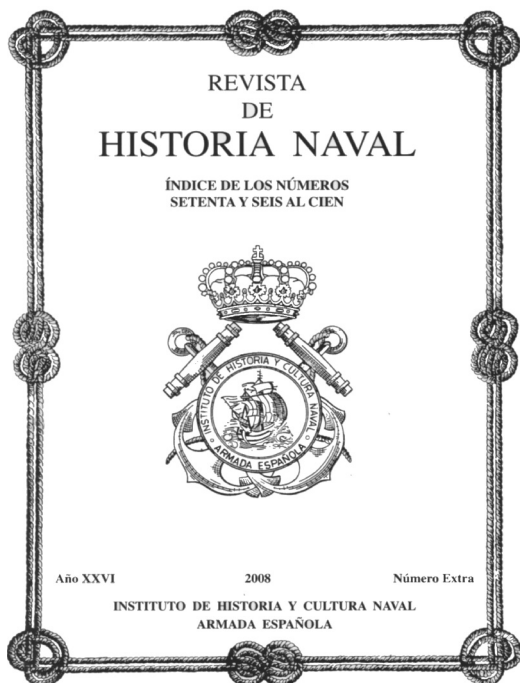 REVISTA
DE
HISTORIA NAVAL
ÍNDICE DE LOS NÚMEROS
SETENTA Y SEIS AL CIEN
INSTITUTO DE HISTORIA Y CULTURA NAVAL
ARMADA ESPAÑOLA
Año XXVI 2008 Número Extra
INSTITUTO DE HISTORIA Y CULTURA NAVAL
ARMADA ESPAÑOLA